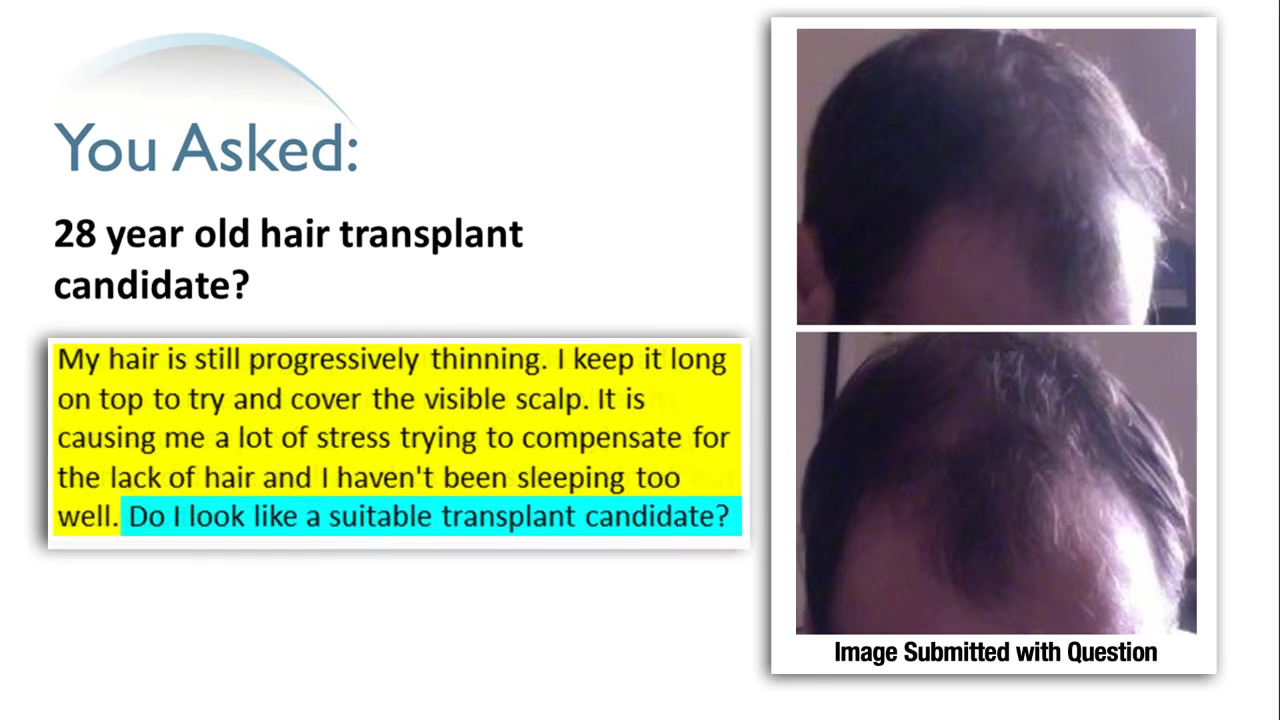 You Asked:
28 year old hair transplant
candidate?
My hair is still progressively thinning. I keep it long
on top to try and cover the visible scalp. It is
causing me a lot of stress trying to compensate for
the lack of hair and I haven't been sleeping too
well. Do I look like a suitable transplant candidate?
Image Submitted with Question